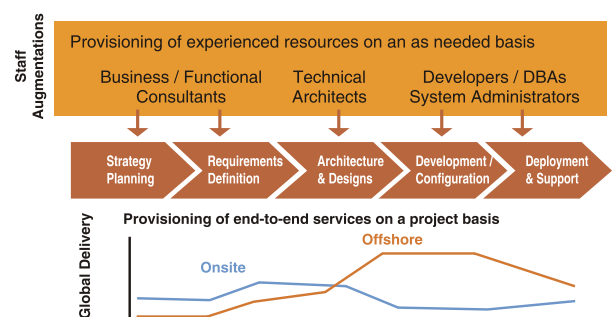 Staff
Augmentations
Provisioning of experienced resources on an as needed basis
Business / Functional
Consultants
Technical
Architects
Developers / DBAs
System Administrators
Strategy
Planning
Requirements
Definition
Architecture
& Designs
Development /
Configuration
Deployment
& Support
Global Delivery
Provisioning of end-to-end services on a project basis
Offshore
Onsite